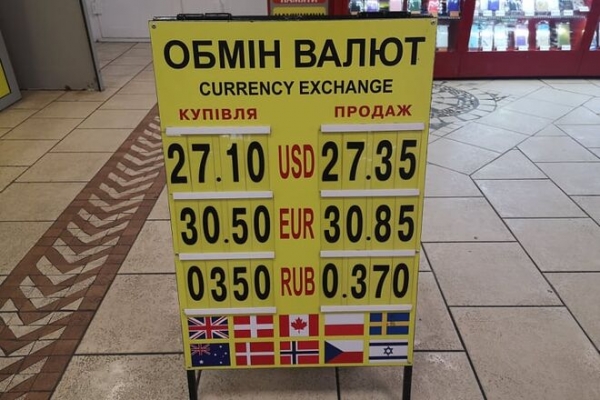 ОБМІН ВАЛЮТ
CURRENCY EXCHANGE
КУПІВЛЯ ПРОДАЖ
27.10 USD 27.35
30.50 EUR 30.85
0350 RUB 0.370